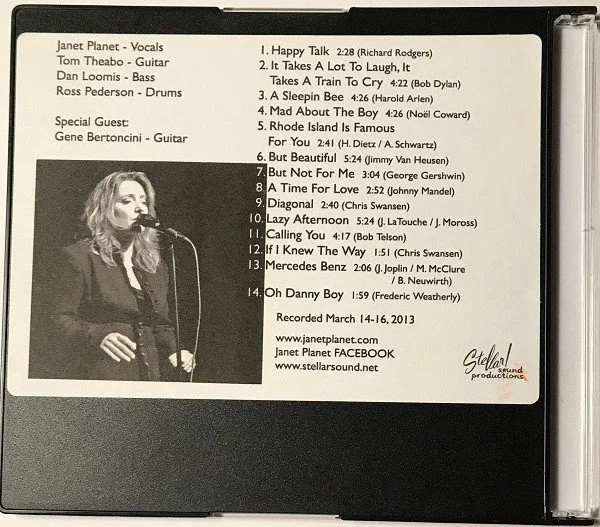 Janet Planet - Vocals
Tom Theabo - Guitar
Dan Loomis - Bass
Ross Pederson - Drums
Special Guest:
Gene Bertoncini - Guitar
1. Happy Talk 2:28 (Richard Rodgers)
2. It Takes A Lot To Laugh, It
Takes A Train To Cry 4:22 (Bob Dylan)
3. A Sleepin Bee 4:26 (Harold Arlen)
4. Mad About The Boy 4:26 (Noël Coward)
5. Rhode Island Is Famous
For You 2:41 (H. Dietz / A. Schwartz)
6. But Beautiful 5:24 (Jimmy Van Heusen)
7. But Not For Me 3:04 (George Gershwin)
8. A Time For Love 2:52 (Johnny Mandel)
9. Diagonal 2:40 (Chris Swansen)
10. Lazy Afternoon 5:24 (J. LaTouche / J. Moross)
11. Calling You 4:17 (Bob Telson)
12. If I Knew The Way 1:51 (Chris Swansen)
13. Mercedes Benz 2:06 (J. Joplin / M. McClure
/ B. Neuwirth)
14. Oh Danny Boy 1:59 (Frederic Weatherly)
Recorded March 14-16, 2013
www.janetplanet.com
Janet Planet FACEBOOK
www.stellarsound.net
Stellar!
sound
productions